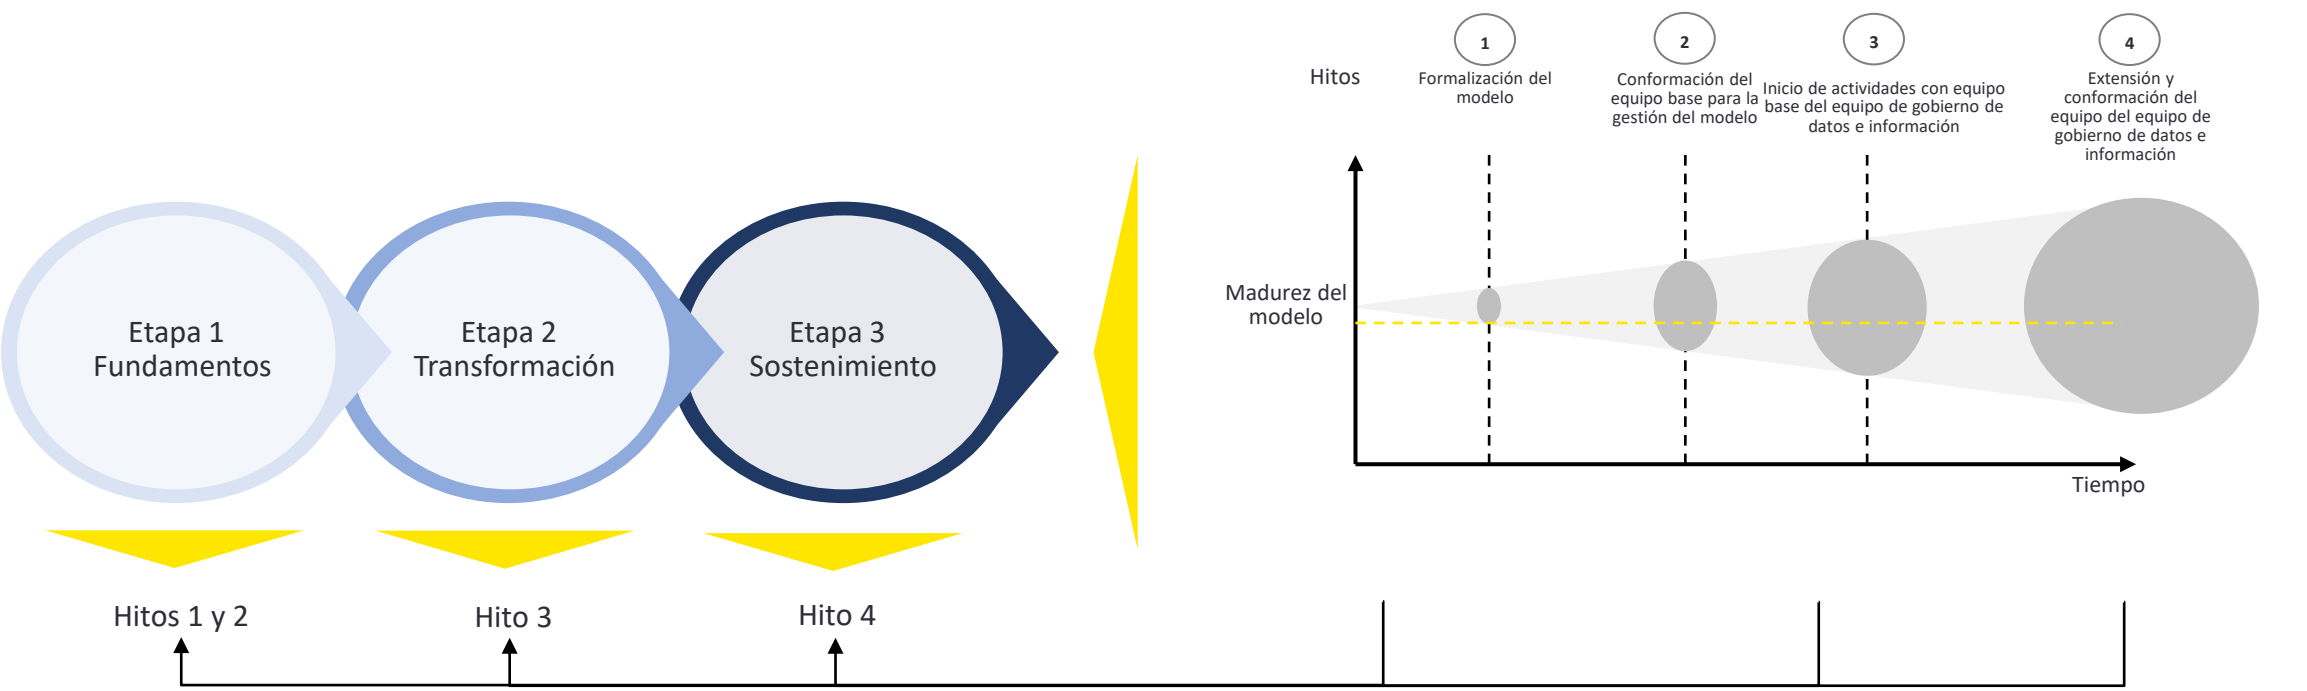 Etapa 1
Fundamentos
Etapa 2
Transformación
Etapa 3
Sostenimiento
Hitos 1 y 2
Hito 3
Hito 4
Hitos
1
Formalización del
modelo
2
Conformación del
equipo base para la
gestión del modelo
3
Inicio de actividades con equipo
base del equipo de gobierno de
datos e información
4
Extensión y
conformación del
equipo del equipo de
gobierno de datos e
información
Madurez del
modelo
Tiempo